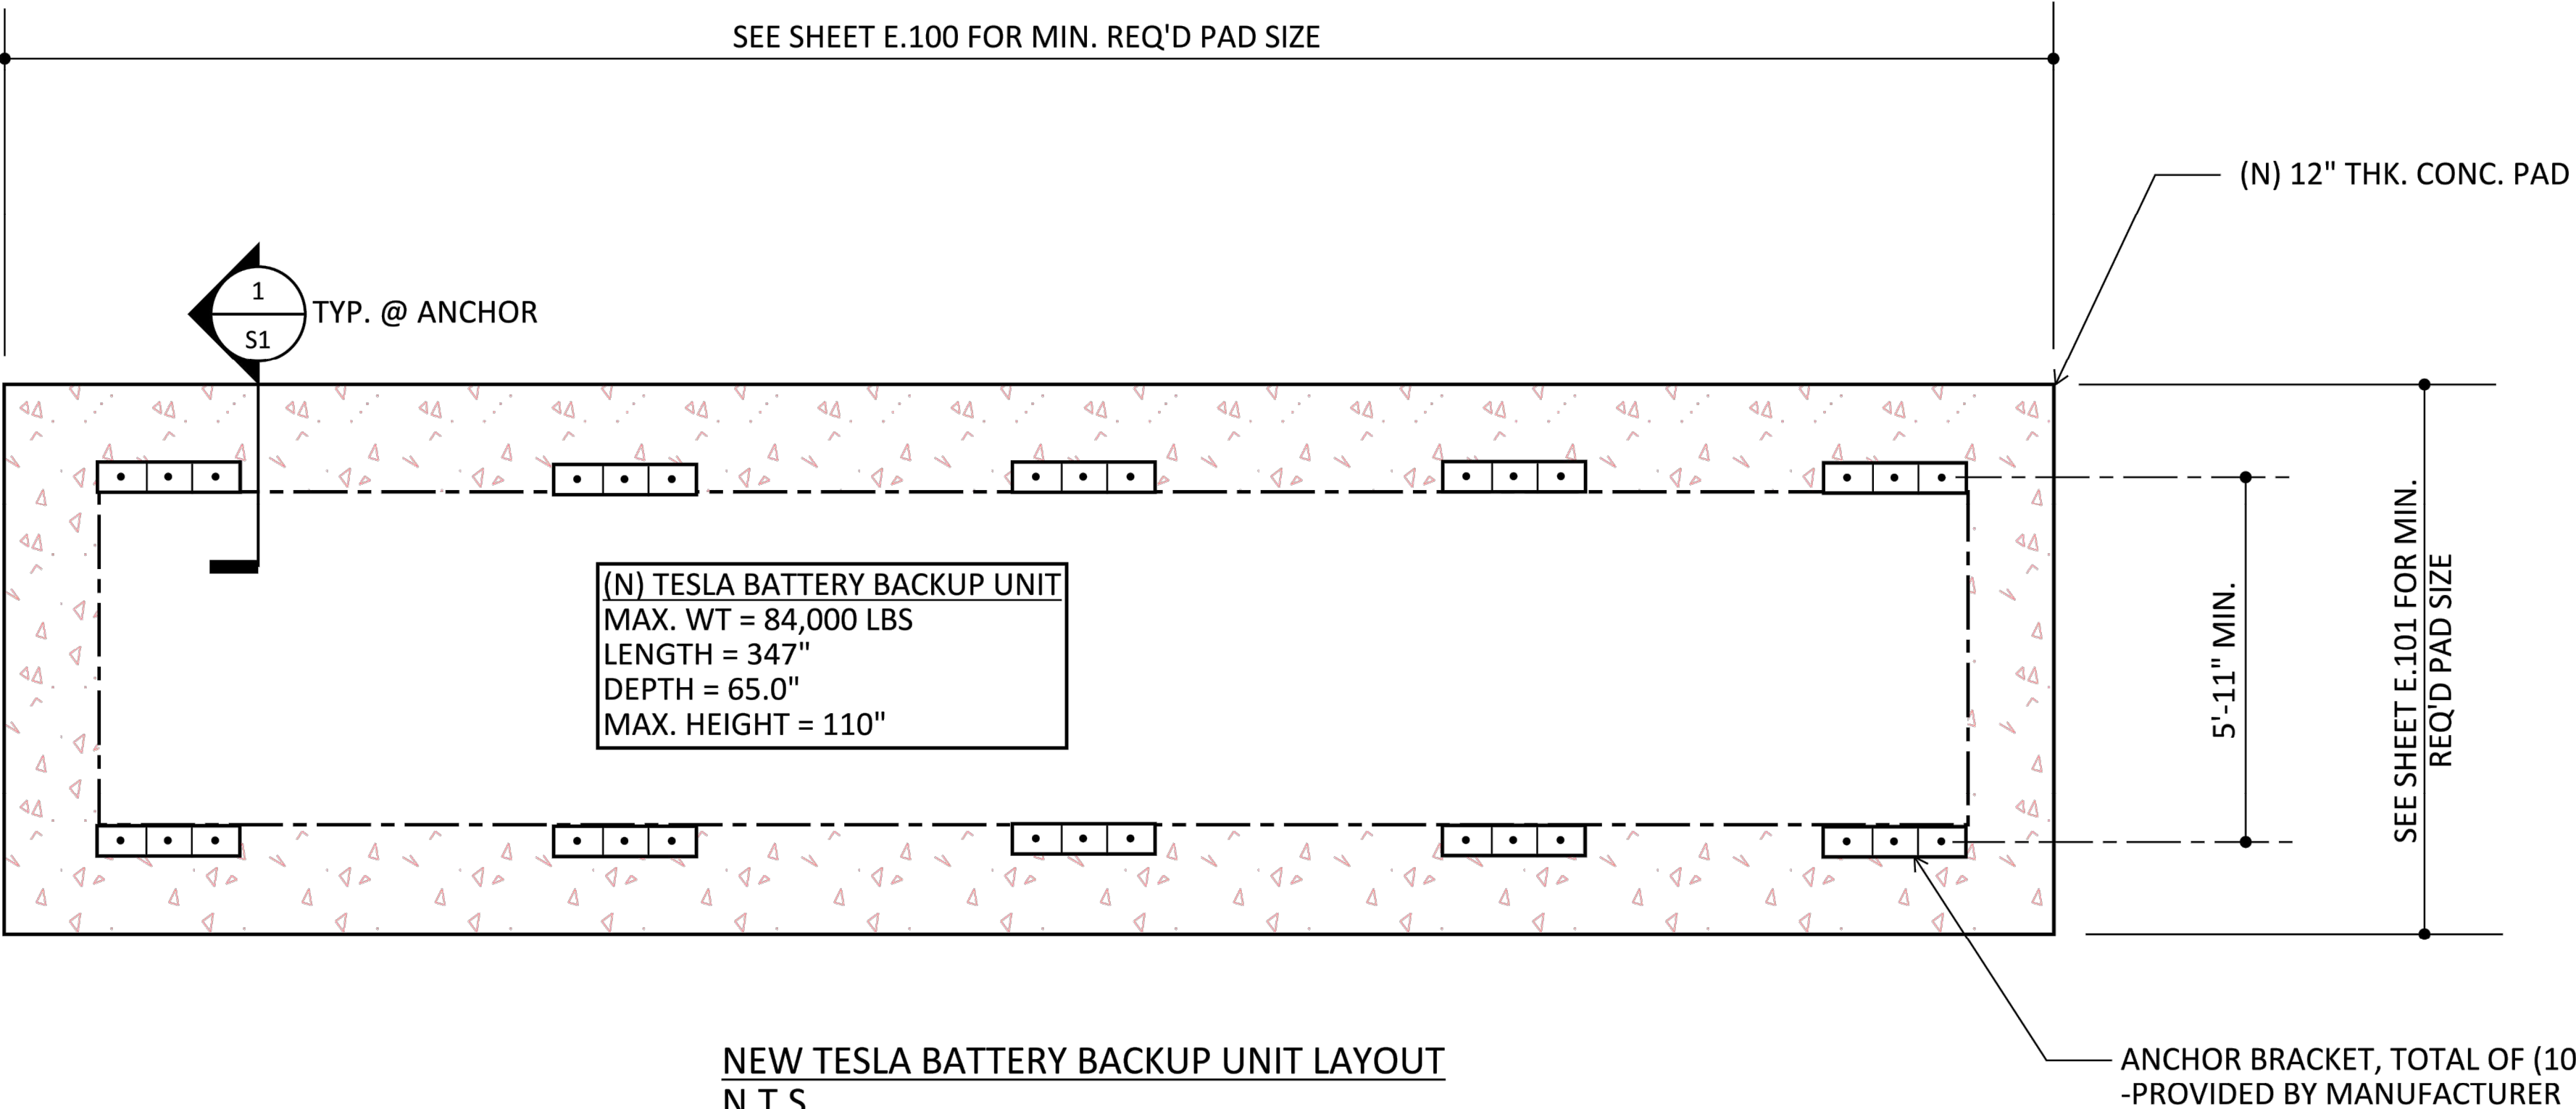 SEE SHEET E.100 FOR MIN. REQ'D PAD SIZE
(N) 12" THK. CONC. PAD
1
S1
TYP. @ ANCHOR
(N) TESLA BATTERY BACKUP UNIT
MAX. WT = 84,000 LBS
LENGTH = 347"
DEPTH = 65.0"
MAX. HEIGHT = 110"
5'-11" MIN.
SEE SHEET E.101 FOR MIN.
REQ'D PAD SIZE
NEW TESLA BATTERY BACKUP UNIT LAYOUT
N.T.S.
ANCHOR BRACKET, TOTAL OF (10
-PROVIDED BY MANUFACTURER